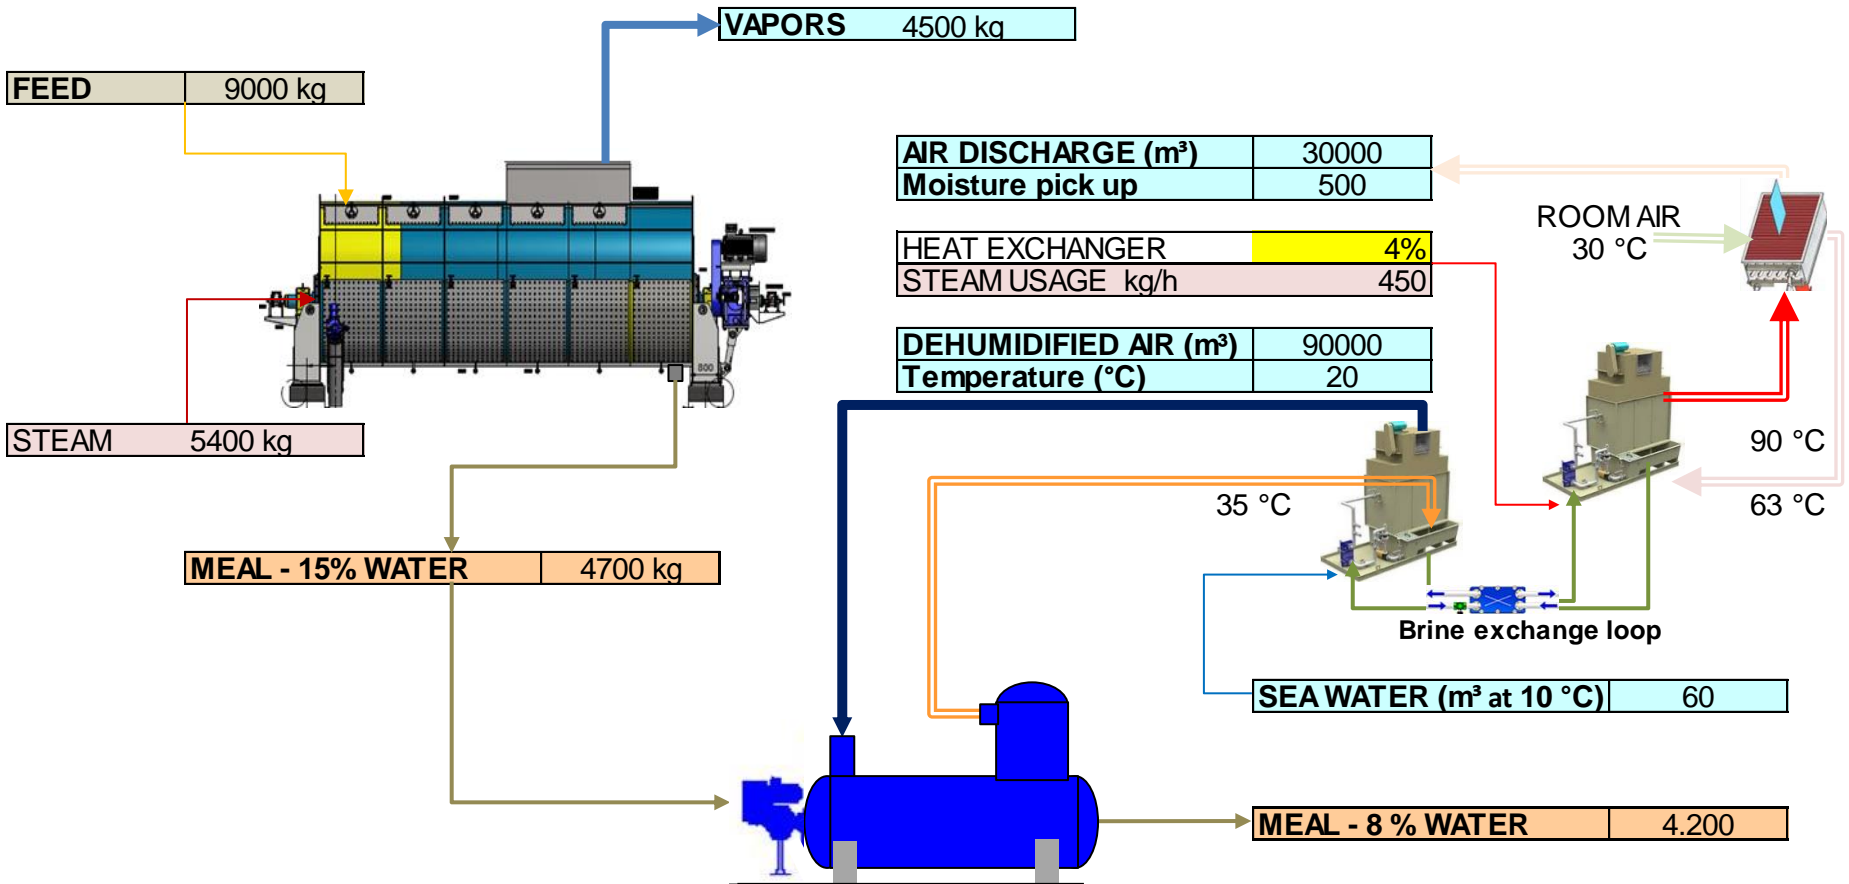 VAPORS 4500 kg
FEED 9000 kg
AIR DISCHARGE (m³) 30000
Moisture pick up 500
ROOM AIR
30 °C
HEAT EXCHANGER 4%
STEAM USAGE kg/h 450
DEHUMIDIFIED AIR (m³) 90000
Temperature (°C) 20
800
STEAM 5400 kg
90 °C
35 °C
63 °C
MEAL - 15% WATER 4700 kg
Brine exchange loop
SEA WATER (m³ at 10 °C) 60
MEAL - 8 % WATER 4.200